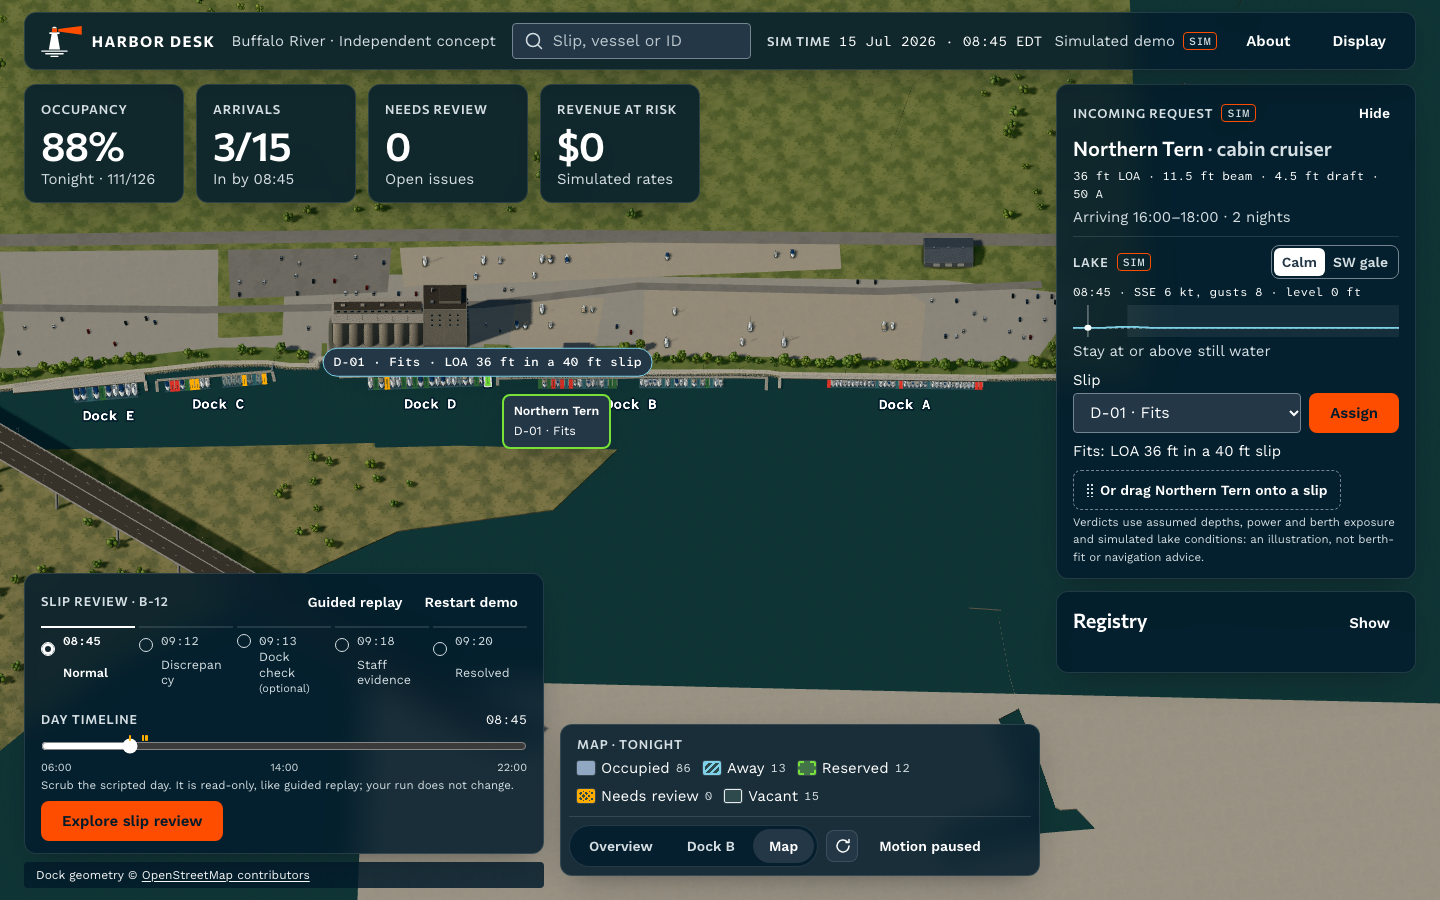 HARBOR DESK
Buffalo River · Independent concept
Slip, vessel or ID
SIM TIME 15 Jul 2026 · 08:45 EDT
Simulated demo SIM
About
Display
OCCUPANCY
88%
Tonight · 111/126
ARRIVALS
3/15
In by 08:45
NEEDS REVIEW
0
Open issues
REVENUE AT RISK
$0
Simulated rates
INCOMING REQUEST SIM
Hide
Northern Tern · cabin cruiser
36 ft LOA · 11.5 ft beam · 4.5 ft draft ·
50 A
Arriving 16:00–18:00 · 2 nights
LAKE SIM
Calm
SW gale
08:45 · SSE 6 kt, gusts 8 · level 0 ft
Stay at or above still water
Slip
D-01 · Fits
Assign
Fits: LOA 36 ft in a 40 ft slip
Or drag Northern Tern onto a slip
Verdicts use assumed depths, power and berth exposure
and simulated lake conditions: an illustration, not berth-
fit or navigation advice.
Registry
Show
D-01 · Fits · LOA 36 ft in a 40 ft slip
Dock E
Dock C
Dock D
Dock B
Dock A
Northern Tern
D-01 · Fits
SLIP REVIEW · B-12
Guided replay
Restart demo
08:45
Normal
09:12
Discrepan
cy
09:13
Dock
check
(optional)
09:18
Staff
evidence
09:20
Resolved
DAY TIMELINE
08:45
06:00
14:00
22:00
Scrub the scripted day. It is read-only, like guided replay; your run does not change.
Explore slip review
Dock geometry © OpenStreetMap contributors
MAP · TONIGHT
Occupied 86
Away 13
Reserved 12
Needs review 0
Vacant 15
Overview
Dock B
Map
Motion paused